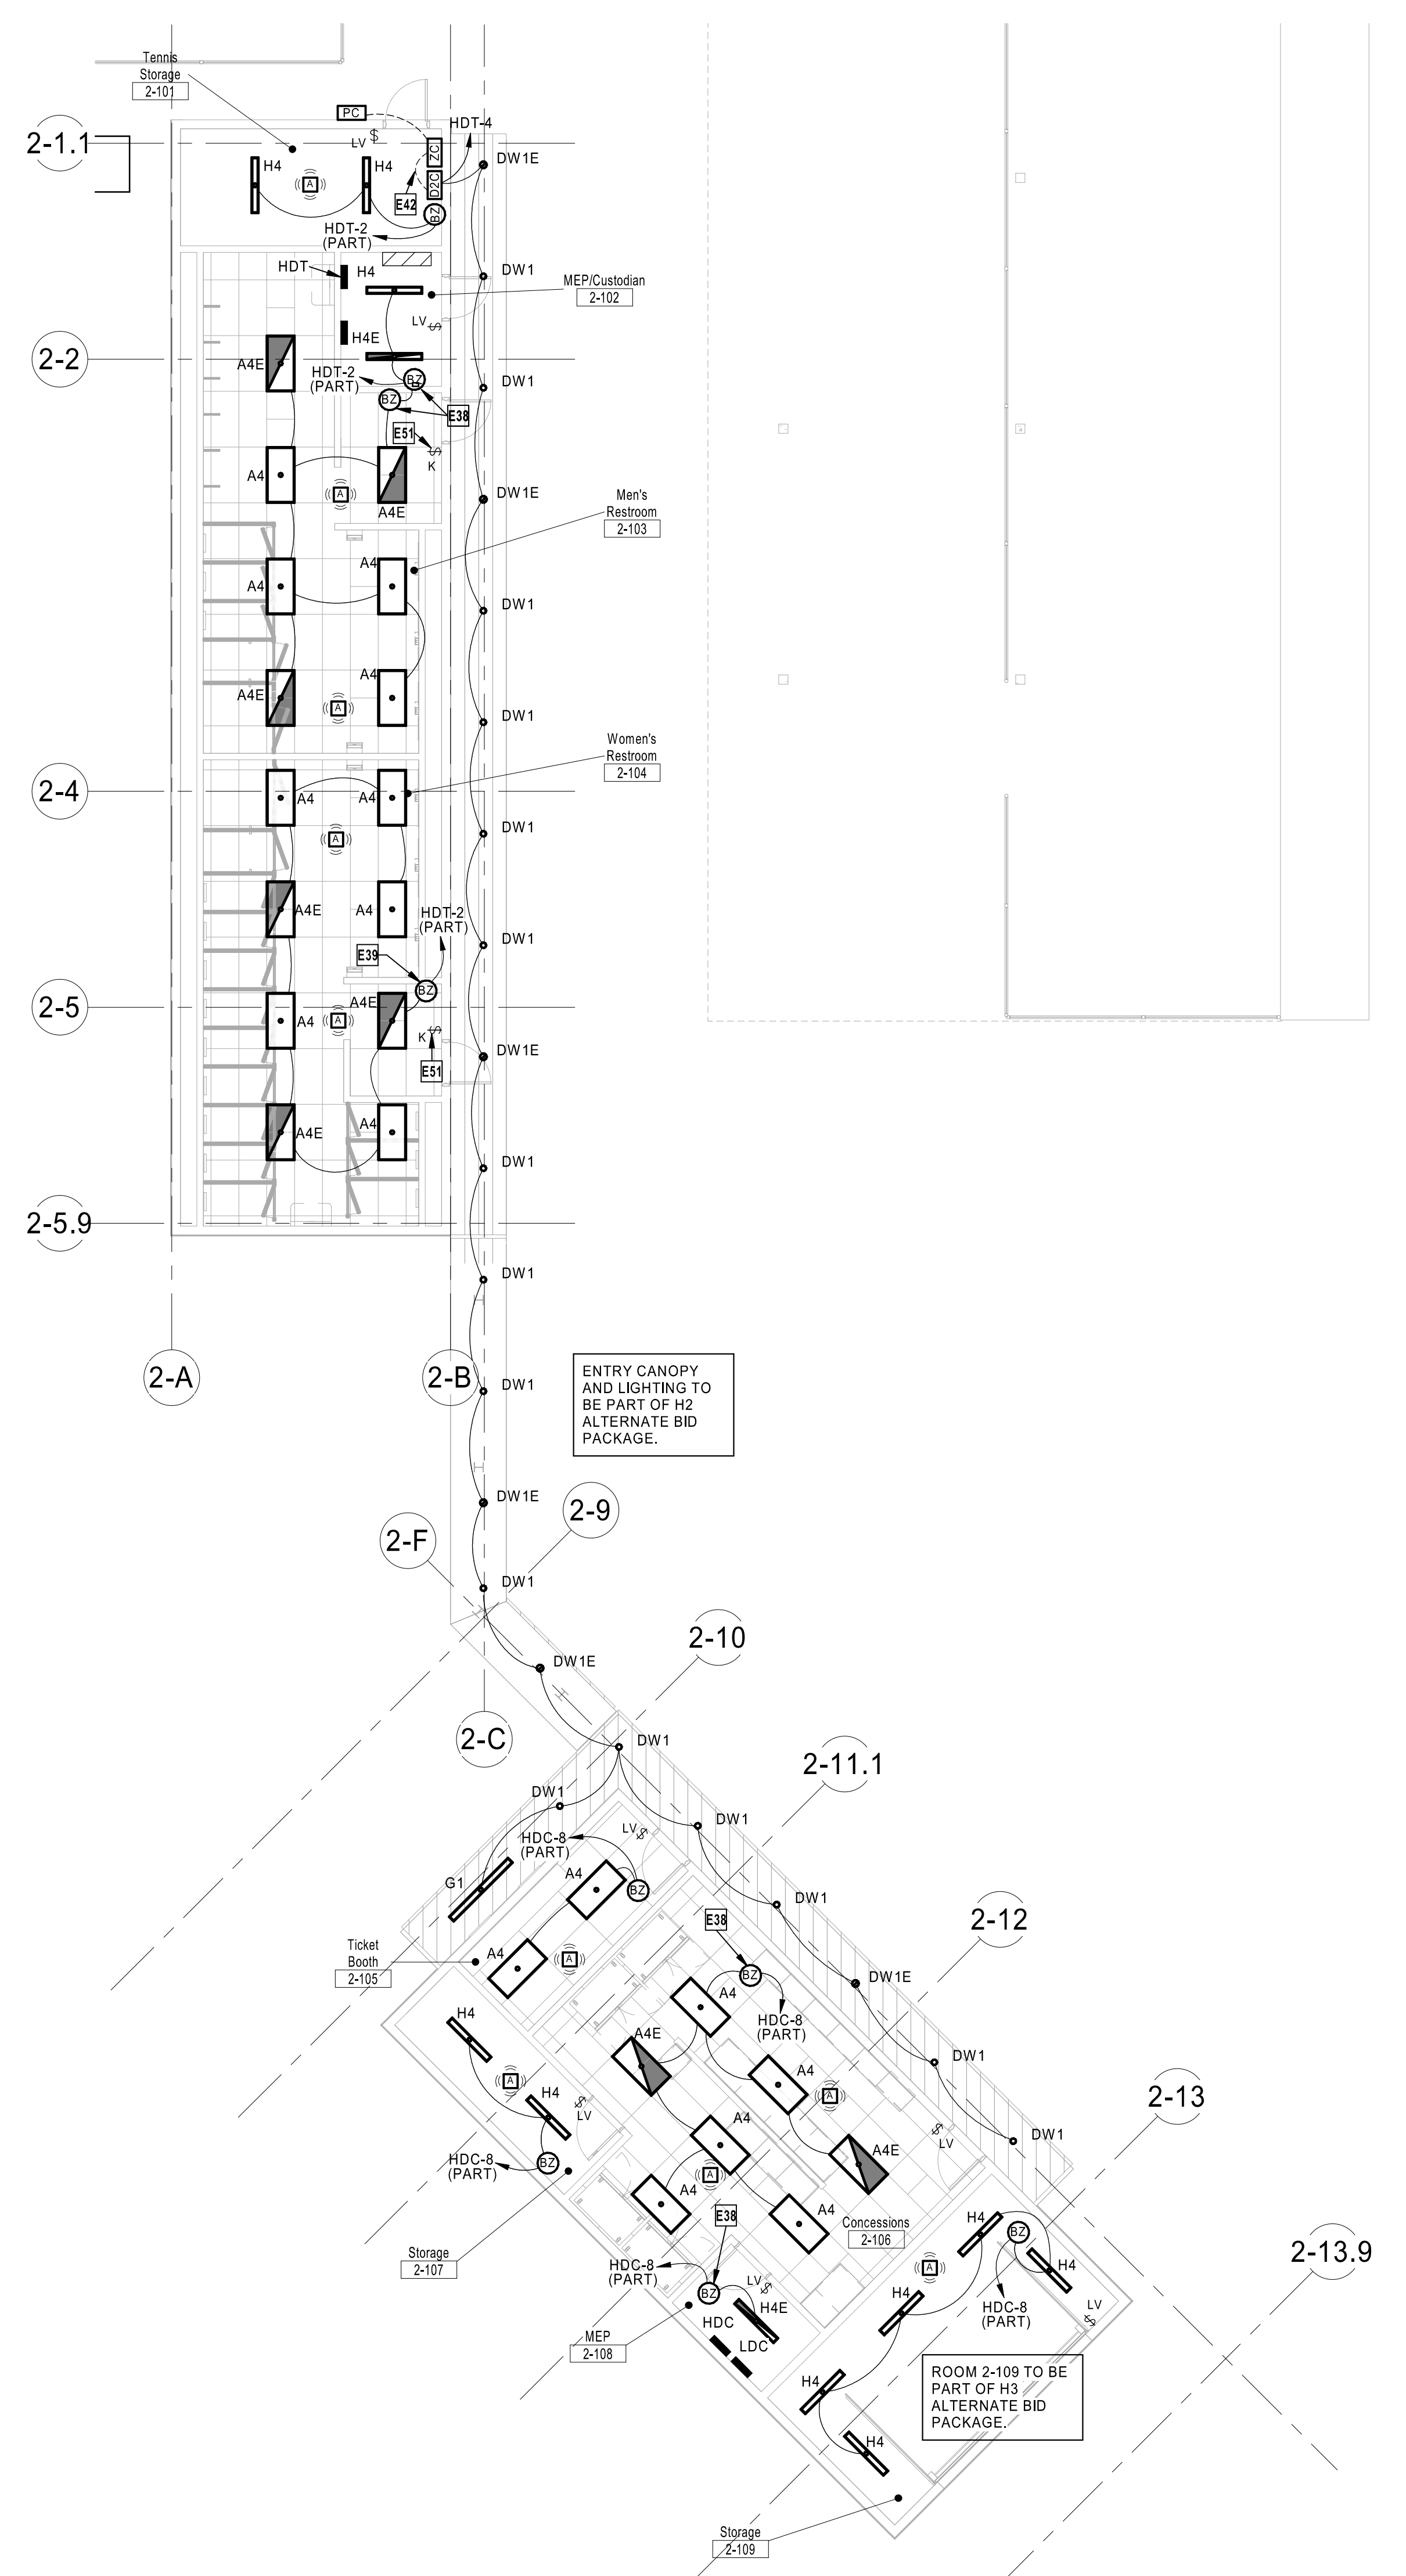 Tennis
Storage
2-101
PC
HDT-4
2-1.1
LV
$
ZC
DW1E
H4
H4
A
D2C
E42
BZ
HDT-2
(PART)
HDT
H4
DW1
MEP/Custodian
2-102
LV
$
H4E
2-2
A4E
HDT-2
(PART)
BZ
DW1
BZ
E38
E51
$
K
A4
A
A4E
DW1E
Men's
Restroom
2-103
A4
A4
DW1
A4E
A4
A
DW1
Women's
Restroom
2-104
2-4
A4
A4
A
DW1
A4E
A4
HDT-2
(PART)
DW1
E39
BZ
2-5
A4
A
A4E
K
$
DW1E
E51
A4E
A4
DW1
2-5.9
DW1
2-A
2-B
DW1
ENTRY CANOPY
AND LIGHTING TO
BE PART OF H2
ALTERNATE BID
PACKAGE.
DW1E
2-9
2-F
DW1
2-10
DW1E
2-C
DW1
2-11.1
DW1
DW1
LV
$
HDC-8
(PART)
G1
A4
BZ
DW1
E38
2-12
Ticket
Booth
2-105
A4
A
BZ
DW1E
H4
A4
HDC-8
(PART)
A4E
DW1
A
H4
$
LV
A4
A
2-13
A4
$
LV
DW1
HDC-8
(PART)
BZ
A
A4E
A4
E38
A4
Concessions
2-106
H4
BZ
2-13.9
Storage
2-107
HDC-8
(PART)
BZ
LV
$
A
H4
H4E
H4
HDC-8
(PART)
LV
$
MEP
2-108
HDC
LDC
H4
ROOM 2-109 TO BE
PART OF H3
ALTERNATE BID
PACKAGE.
H4
Storage
2-109